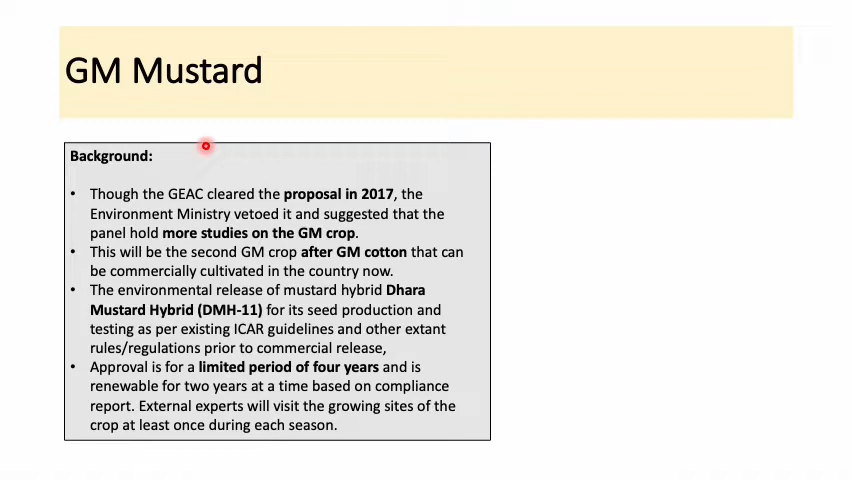 GM Mustard
Background:
• Though the GEAC cleared the proposal in 2017, the
Environment Ministry vetoed it and suggested that the
panel hold more studies on the GM crop.
• This will be the second GM crop after GM cotton that can
be commercially cultivated in the country now.
• The environmental release of mustard hybrid Dhara
Mustard Hybrid (DMH-11) for its seed production and
testing as per existing ICAR guidelines and other extant
rules/regulations prior to commercial release,
• Approval is for a limited period of four years and is
renewable for two years at a time based on compliance
report. External experts will visit the growing sites of the
crop at least once during each season.